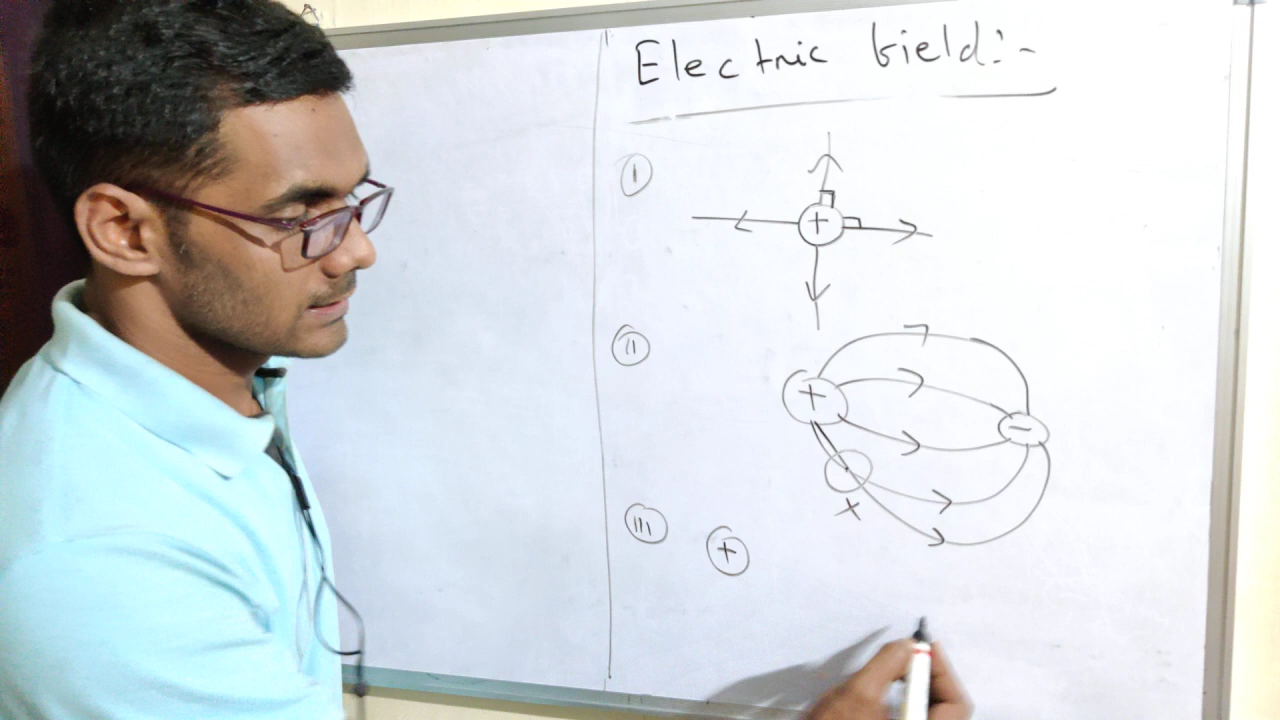 Electric field:-
I
+
II
+
-
x
III
+